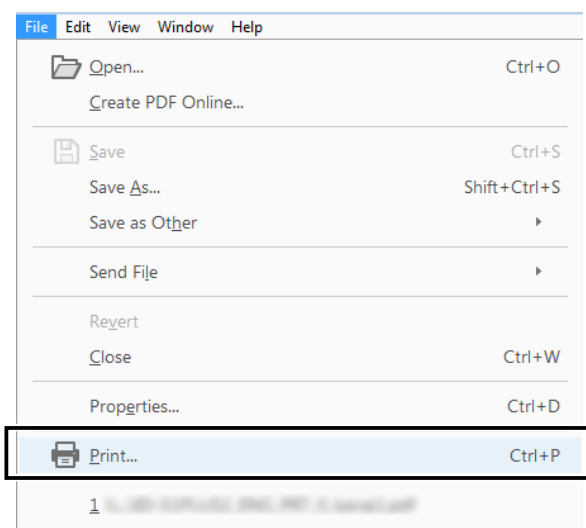 File Edit View Window Help
Open... Ctrl+O
Create PDF Online...
Save Ctrl+S
Save As... Shift+Ctrl+S
Save as Other
Send File
Revert
Close Ctrl+W
Properties... Ctrl+D
Print... Ctrl+P
1